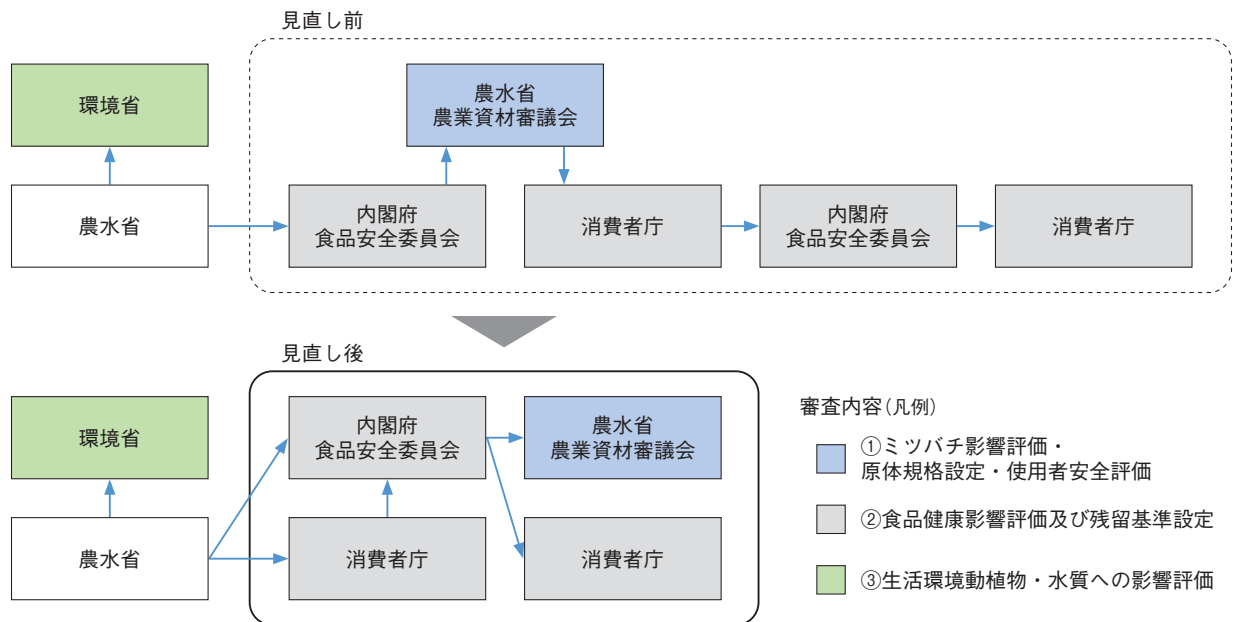 見直し前
環境省
農水省
農業資材審議会
農水省
内閣府
食品安全委員会
消費者庁
内閣府
食品安全委員会
消費者庁
見直し後
環境省
内閣府
食品安全委員会
農水省
農業資材審議会
農水省
消費者庁
消費者庁
審査内容(凡例)
①ミツバチ影響評価・
原体規格設定・使用者安全評価
②食品健康影響評価及び残留基準設定
③生活環境動植物・水質への影響評価